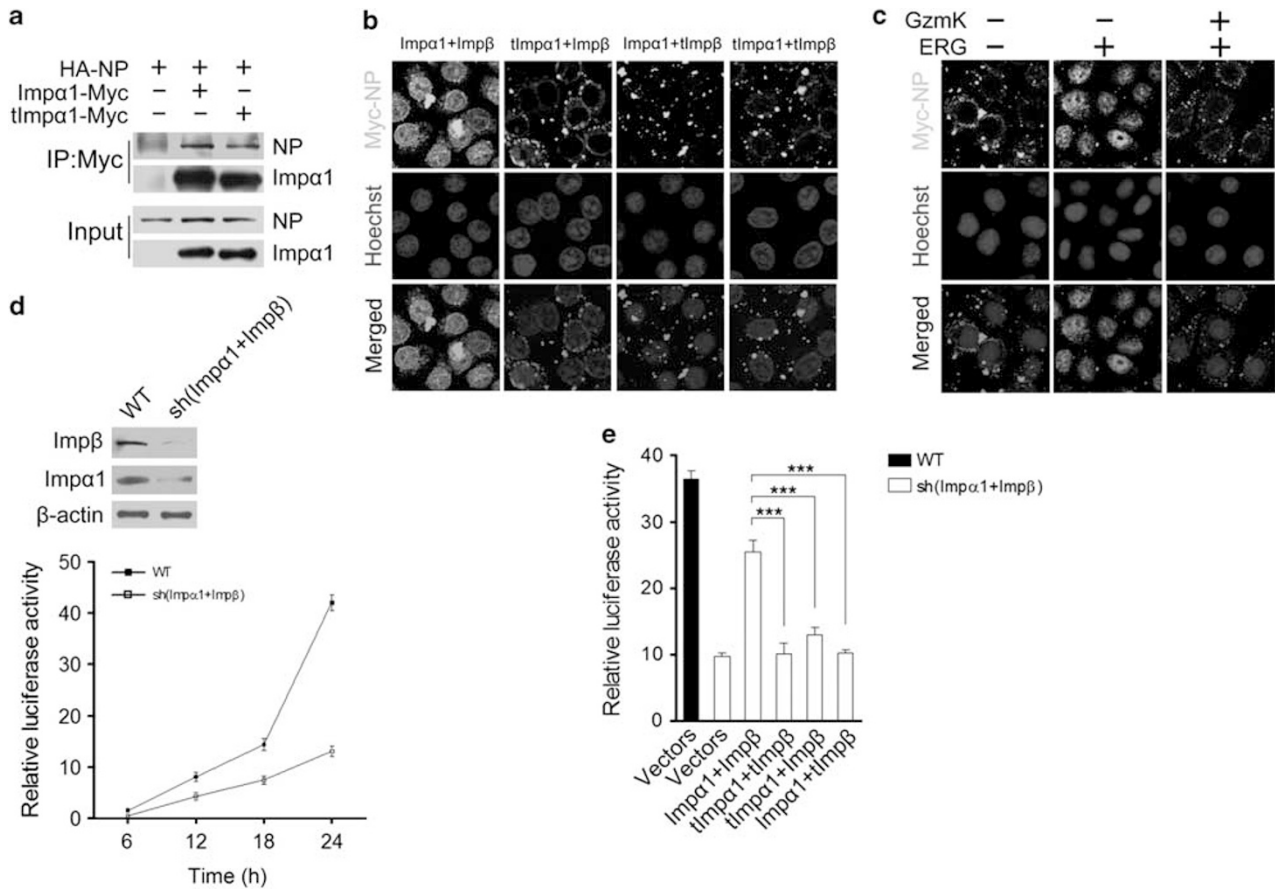 a
HA-NP + + +
Impα1-Myc − + −
tImpα1-Myc − − +
IP:Myc
NP
Impα1
Input
NP
Impα1
b
Impα1+Impβ tImpα1+Impβ Impα1+tImpβ tImpα1+tImpβ
Myc-NP
Hoechst
Merged
c
GzmK − − +
ERG − + +
Myc-NP
Hoechst
Merged
d
WT sh(Impα1+Impβ)
Impβ
Impα1
β-actin
Relative luciferase activity
50
40
30
20
10
0
WT
sh(Impα1+Impβ)
6 12 18 24
Time (h)
e
Relative luciferase activity
40
30
20
10
0
***
***
***
WT
sh(Impα1+Impβ)
Vectors
Vectors
Impα1+Impβ
tImpα1+tImpβ
tImpα1+Impβ
Impα1+tImpβ